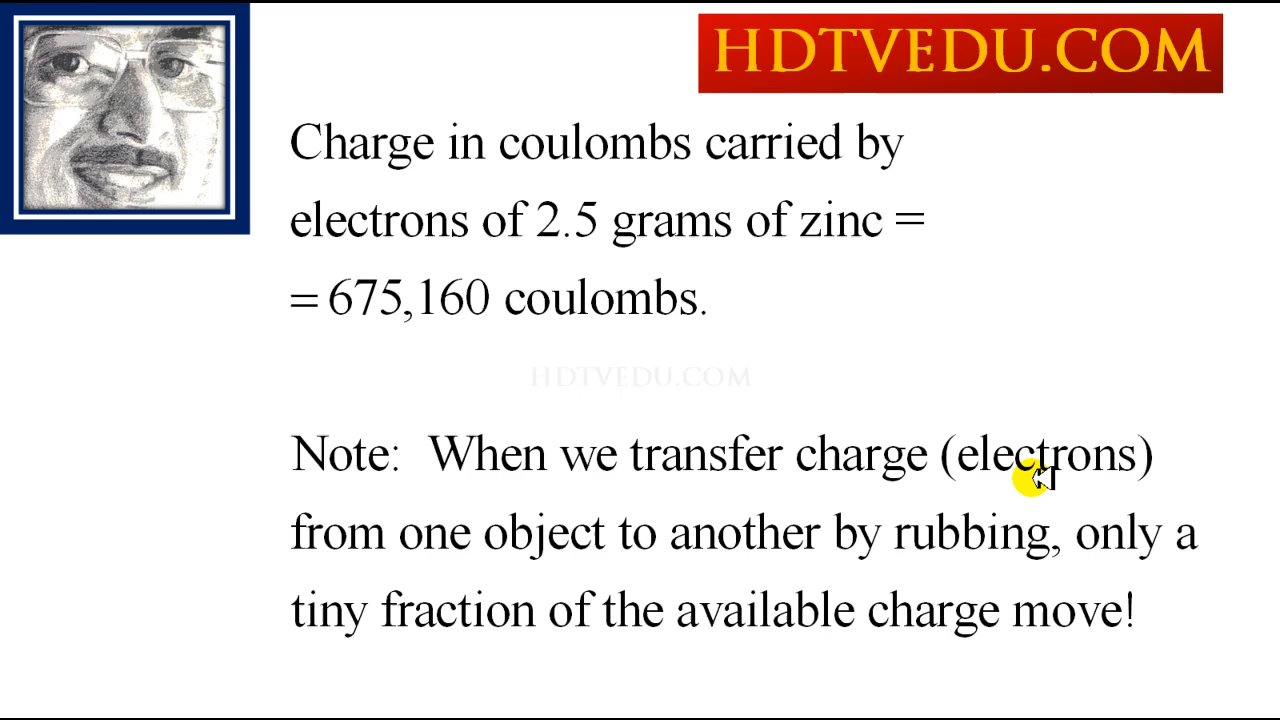 HDTVEDU.COM
Charge in coulombs carried by
electrons of 2.5 grams of zinc =
= 675,160 coulombs.
HDTVEDU.COM
Note: When we transfer charge (electrons)
from one object to another by rubbing, only a
tiny fraction of the available charge move!